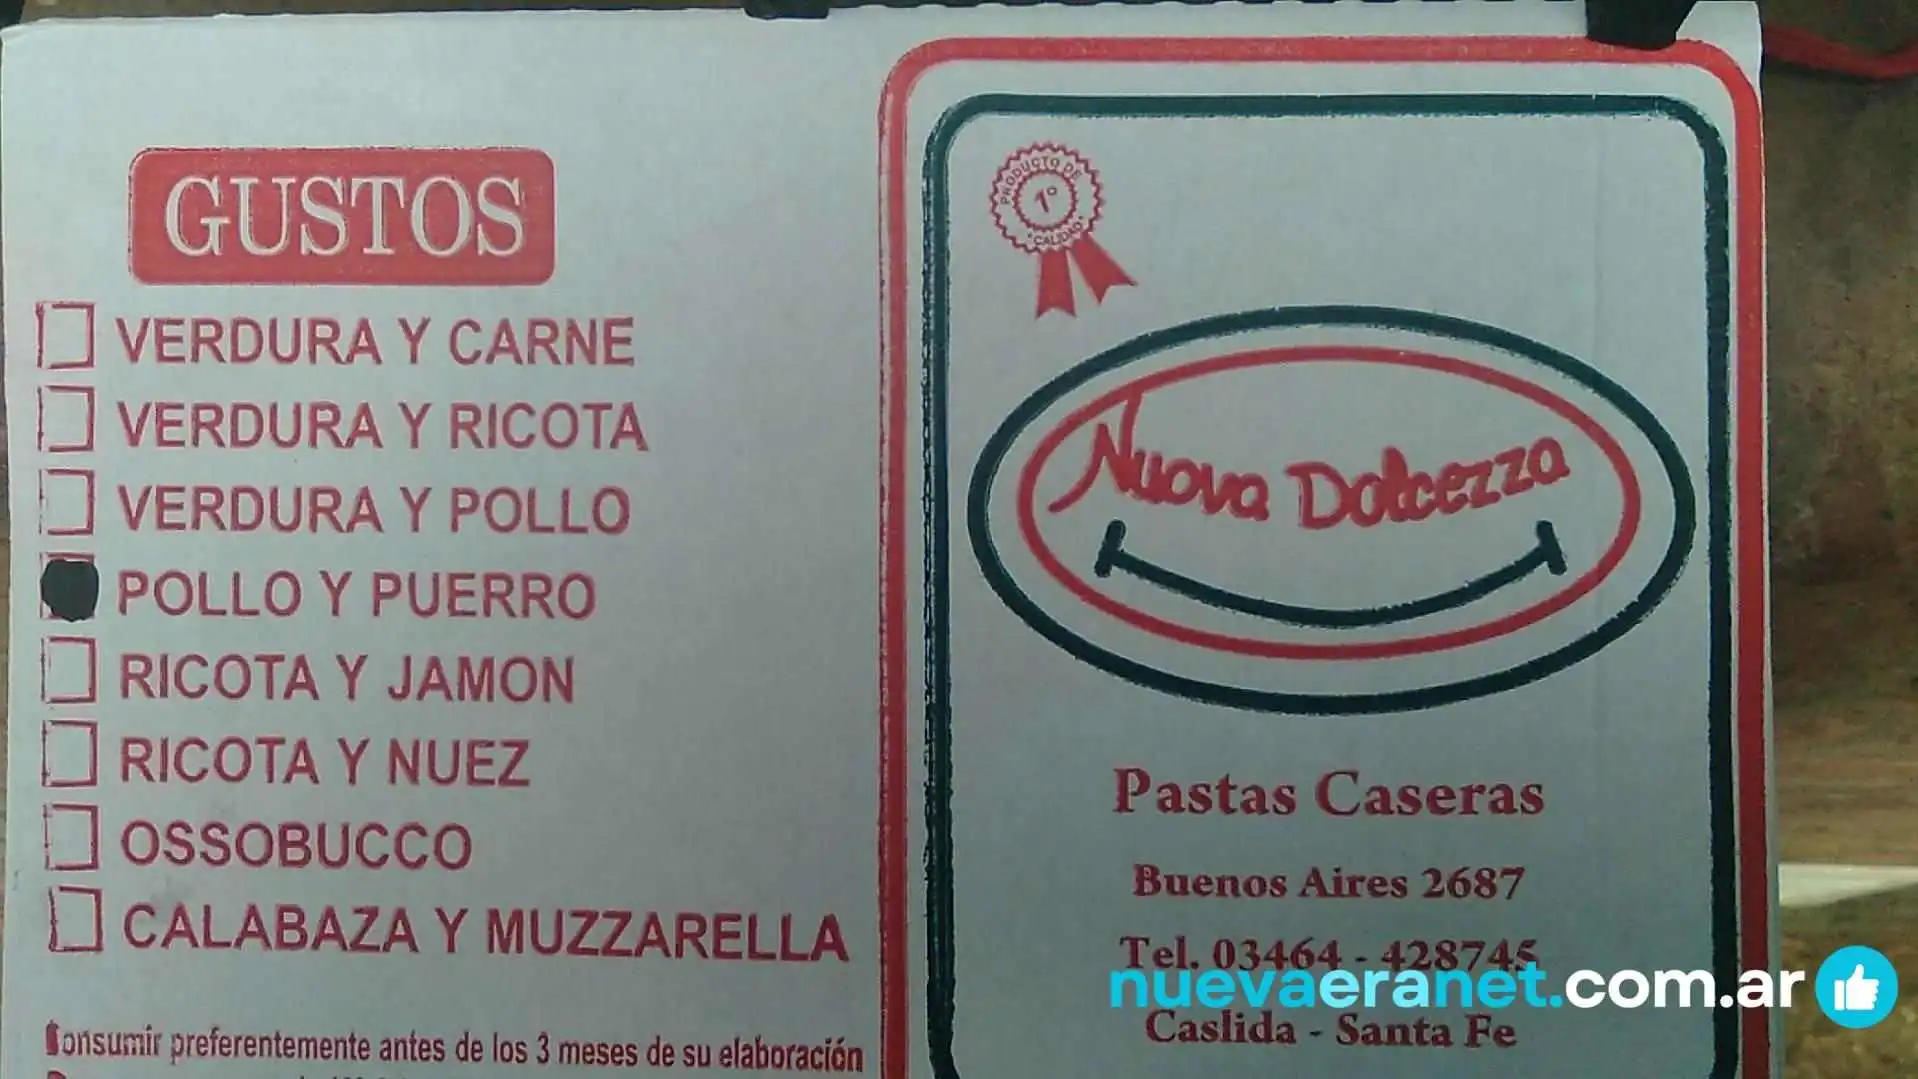 GUSTOS
VERDURA Y CARNE
VERDURA Y RICOTA
VERDURA Y POLLO
POLLO Y PUERRO
RICOTA Y JAMON
RICOTA Y NUEZ
OSSOBUCCO
CALABAZA Y MUZZARELLA
Consumir preferentemente antes de los 3 meses de su elaboración
PRODUCTO DE
1º
CALIDAD
Nuova Dolcezza
Pastas Caseras
Buenos Aires 2687
Tel. 03464 - 428745
nuevaeranet.com.ar
Caslida - Santa Fe